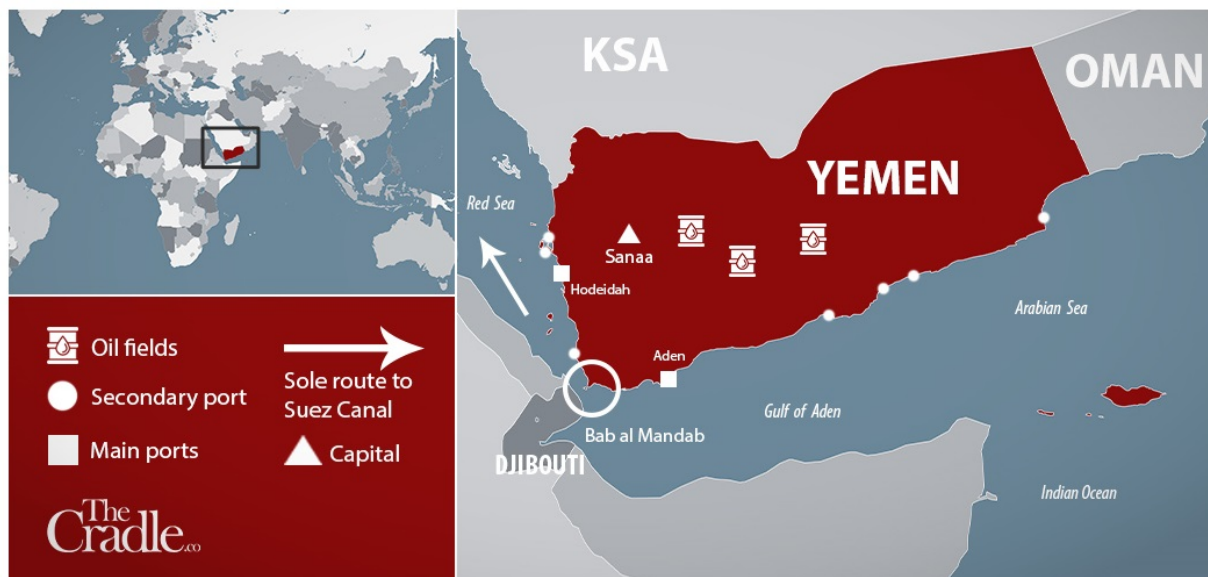 KSA
OMAN
YEMEN
Red Sea
Sanaa
Hodeidah
Arabian Sea
Aden
Gulf of Aden
Bab al Mandab
DJIBOUTI
Indian Ocean
Oil fields
Secondary port
Main ports
Sole route to
Suez Canal
Capital
The
Cradle.co